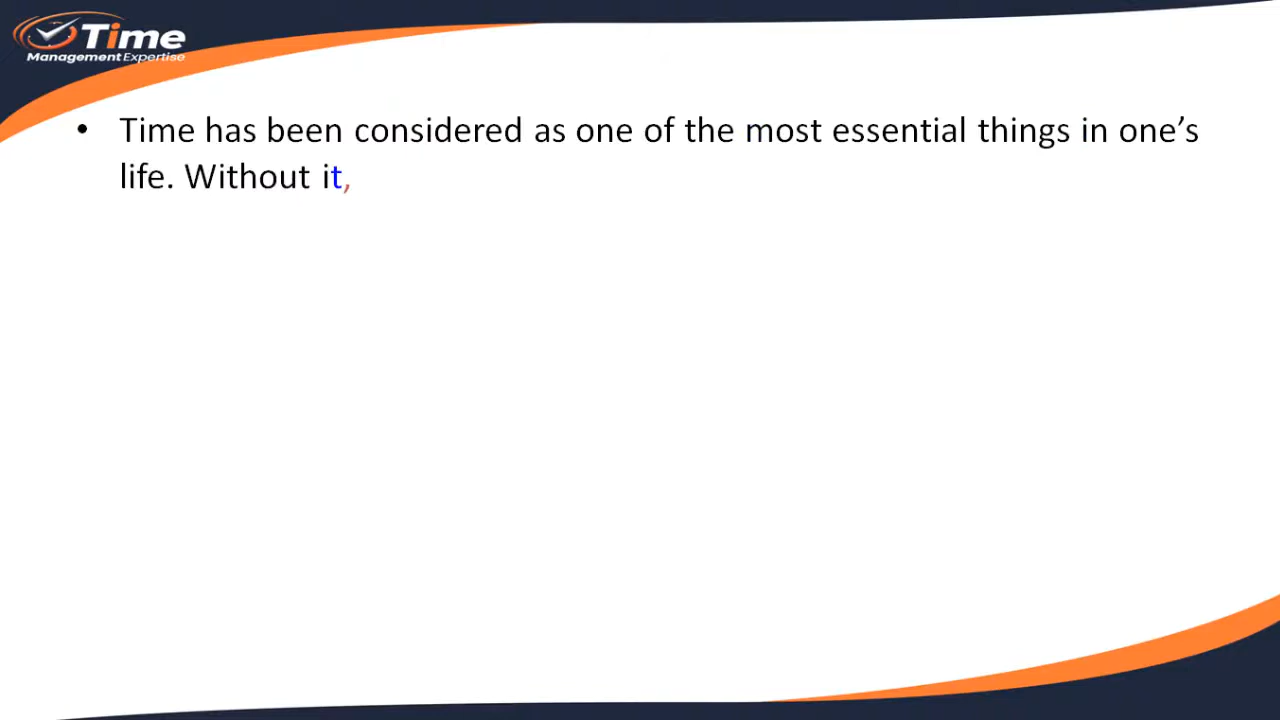 Time
Management Expertise
• Time has been considered as one of the most essential things in one’s
life. Without it,